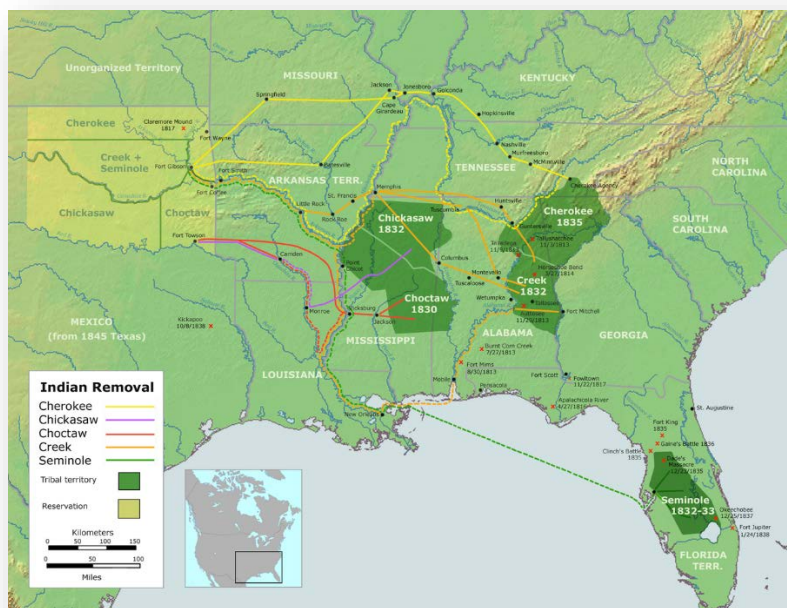 Unorganized Territory
MISSOURI
KENTUCKY
Springfield
Jackson
Jonesboro
Golconda
Cape
Girardeau
Hopkinsville
Cherokee
Claremore Mound
1817
Fort Wayne
Nashville
Murfreesboro
McMinnville
Creek +
Seminole
Fort Gibson
Fort Smith
Fort Coffee
Batesville
ARKANSAS TERR.
TENNESSEE
NORTH
CAROLINA
Cherokee Agency
St. Francis
Memphis
Little Rock
Rock Roe
Tuscumbia
Huntsville
Guntersville
Chickasaw
Choctaw
Fort Towson
Chickasaw
1832
Cherokee
1835
SOUTH
CAROLINA
Tallushatchee
11/3/1813
Horseshoe Bend
3/27/1814
Camden
Point
Chicot
Columbus
Montevallo
Tuscaloosa
Creek
1832
Choctaw
1830
Wetumpka
Fort Mitchell
Kickapoo
10/8/1838
Monroe
Vicksburg
Jackson
MEXICO
(from 1845 Texas)
MISSISSIPPI
ALABAMA
GEORGIA
Burnt Corn Creek
7/27/1813
Fort Mims
8/30/1813
LOUISIANA
Mobile
Pensacola
Fort Scott
Fowltown
11/22/1817
Apalachicola River
New Orleans
St. Augustine
Fort King
1835
Gaine's Battle 1836
Clinch's Battle
1835
Dade's
Massacre
12/28/1835
Seminole
1832-33
Okeechobee
12/25/1837
Fort Jupiter
1/24/1838
FLORIDA
TERR.
Indian Removal
Cherokee
Chickasaw
Choctaw
Creek
Seminole
Tribal territory
Reservation
Kilometers
0 50 100 150
0 50 100
Miles